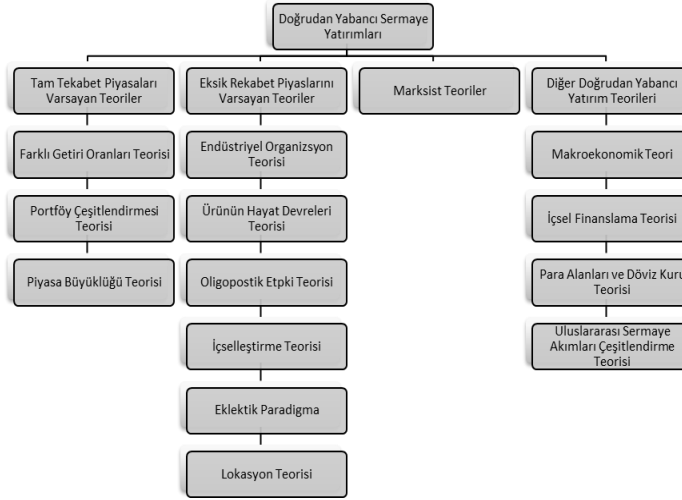 Doğrudan Yabancı Sermaye
Yatırımları
Tam Tekabet Piyasaları
Varsayan Teoriler
Eksik Rekabet Piyaslarını
Varsayan Teoriler
Marksist Teoriler
Diğer Doğrudan Yabancı
Yatırım Teorileri
Farklı Getiri Oranları Teorisi
Portföy Çeşitlendirmesi
Teorisi
Piyasa Büyüklüğü Teorisi
Endüstriyel Organizsyon
Teorisi
Ürünün Hayat Devreleri
Teorisi
Oligopostik Etpki Teorisi
İçselleştirme Teorisi
Eklektik Paradigma
Lokasyon Teorisi
Makroekonomik Teori
İçsel Finanslama Teorisi
Para Alanları ve Döviz Kuru
Teorisi
Uluslararası Sermaye
Akımları Çeşitlendirme
Teorisi